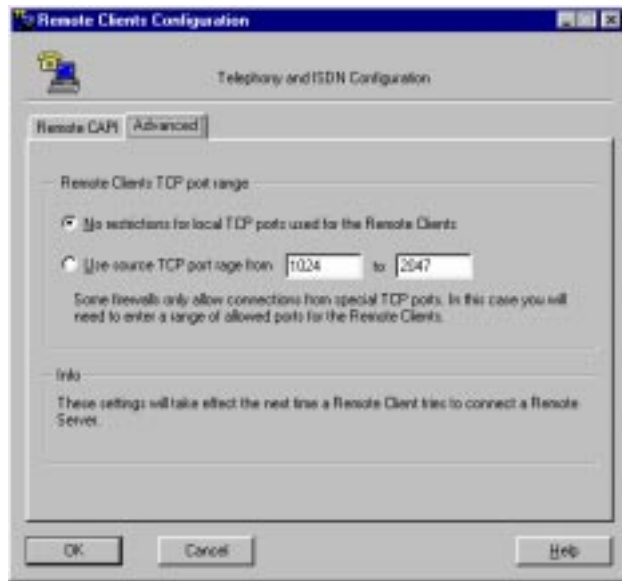 Remote Clients Configuration
Telephony and ISDN Configuration
Remote CAPI
Advanced
Remote Clients TCP port range
No restrictions for local TCP ports used for the Remote Clients
Use source TCP port rage from 1024 to 2047
Some firewalls only allow connections from special TCP ports. In this case you will
need to enter a range of allowed ports for the Remote Clients.
Info
These settings will take effect the next time a Remote Client tries to connect a Remote
Server.
OK
Cancel
Help